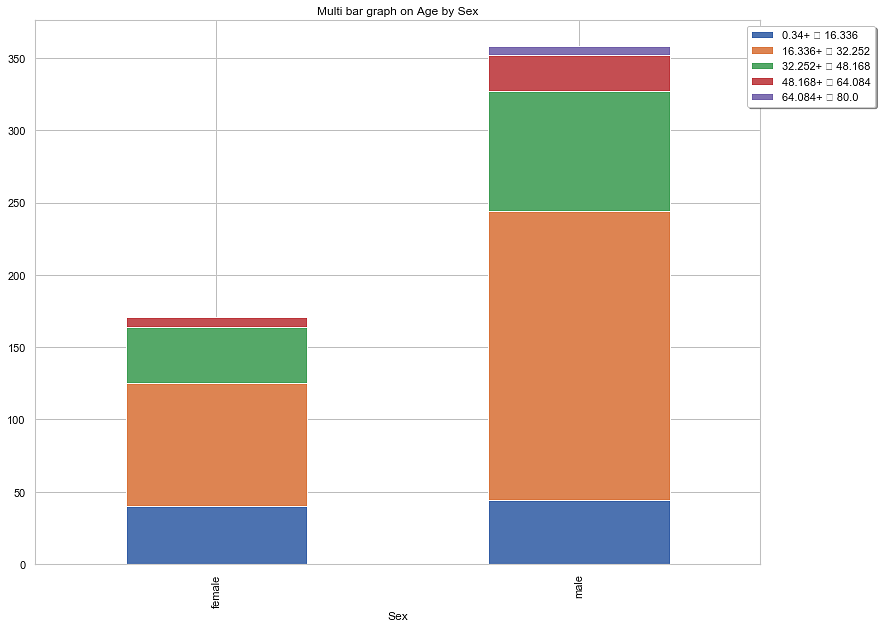 Multi bar graph on Age by Sex
0.34+ ▯ 16.336
16.336+ ▯ 32.252
32.252+ ▯ 48.168
48.168+ ▯ 64.084
64.084+ ▯ 80.0
350
300
250
200
150
100
50
0
female
male
Sex